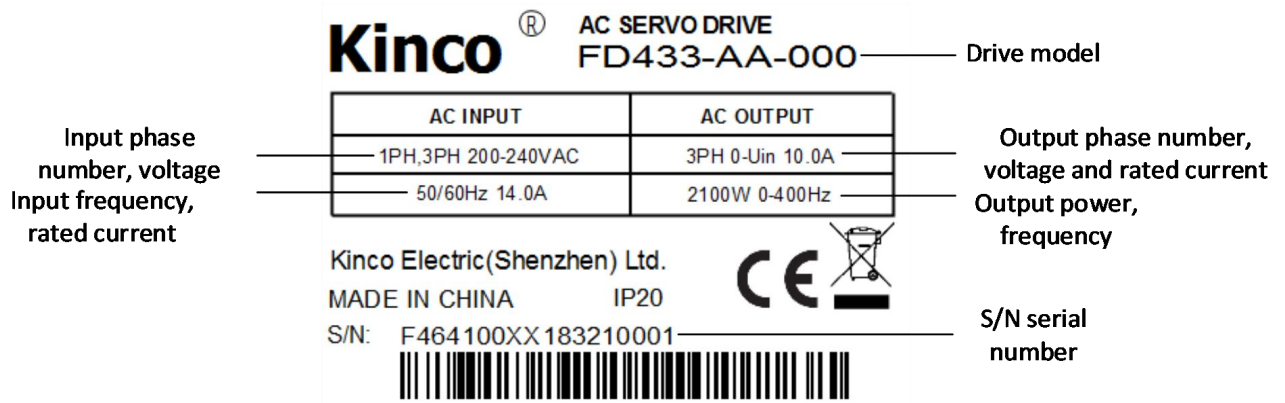 Kinco ®
AC SERVO DRIVE
FD433-AA-000
Drive model
AC INPUT
AC OUTPUT
Input phase
number, voltage
1PH,3PH 200-240VAC
3PH 0-Uin 10.0A
Output phase number,
voltage and rated current
Input frequency,
rated current
50/60Hz 14.0A
2100W 0-400Hz
Output power,
frequency
Kinco Electric(Shenzhen) Ltd.
CE
MADE IN CHINA
IP20
S/N: F464100XX183210001
S/N serial
number